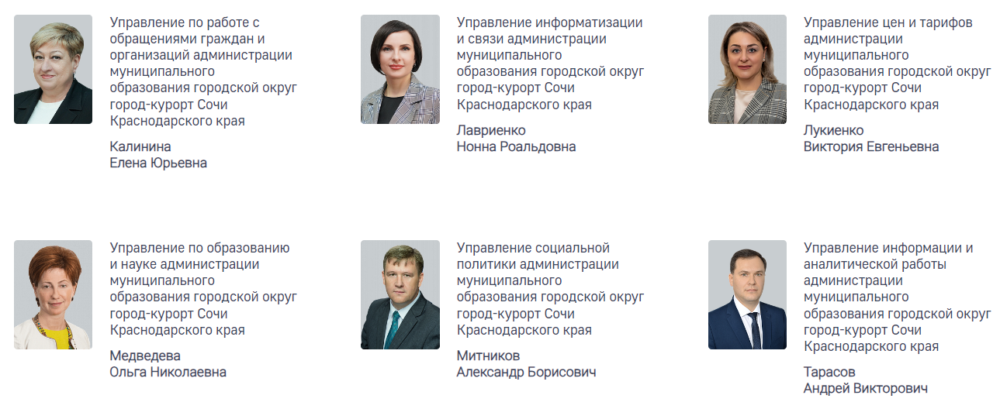 Управление по работе с
обращениями граждан и
организаций администрации
муниципального
образования городской округ
город-курорт Сочи
Краснодарского края
Калинина
Елена Юрьевна
Управление информатизации
и связи администрации
муниципального
образования городской округ
город-курорт Сочи
Краснодарского края
Лавриенко
Нонна Роальдовна
Управление цен и тарифов
администрации
муниципального
образования городской округ
город-курорт Сочи
Краснодарского края
Лукиенко
Виктория Евгеньевна
Управление по образованию
и науке администрации
муниципального
образования городской округ
город-курорт Сочи
Краснодарского края
Медведева
Ольга Николаевна
Управление социальной
политики администрации
муниципального
образования городской округ
город-курорт Сочи
Краснодарского края
Митников
Александр Борисович
Управление информации и
аналитической работы
администрации
муниципального
образования городской округ
город-курорт Сочи
Краснодарского края
Тарасов
Андрей Викторович